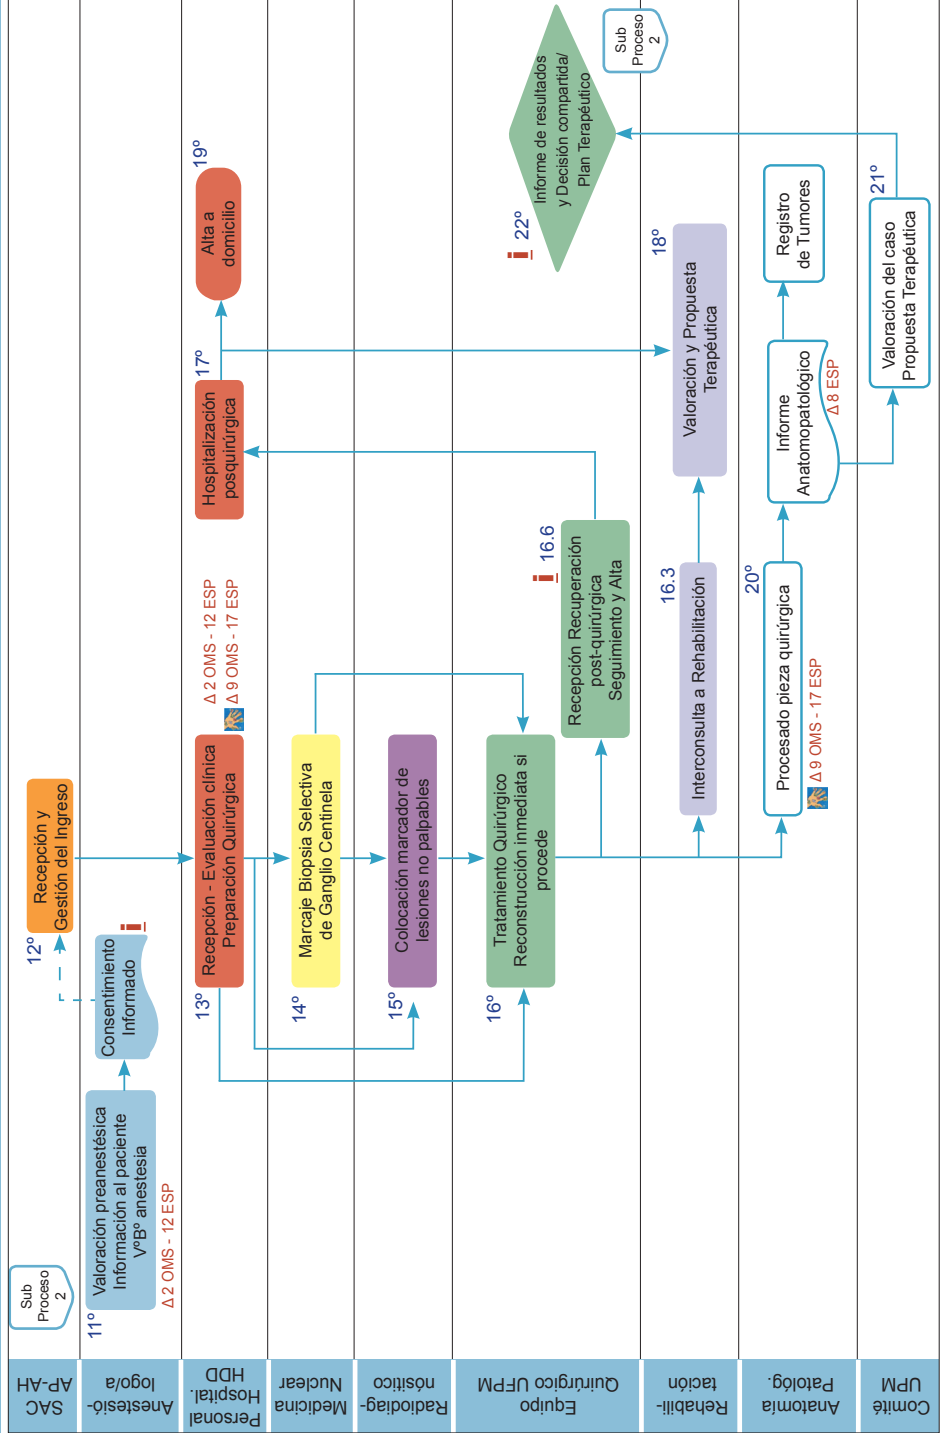 SAC
AP-AH
Sub
Proceso
2
12º
Recepción y
Gestión del Ingreso
Anestesió-
logo/a
11º
Valoración preanestésica
Información al paciente
VºBº anestesia
Δ 2 OMS - 12 ESP
Consentimiento
Informado
i
Personal
Hospital.
HDD
13º
Recepción - Evaluación clínica
Preparación Quirúrgica
Δ 2 OMS - 12 ESP
Δ 9 OMS - 17 ESP
Hospitalización
posquirúrgica
17º
Alta a
domicilio
19º
Medicina
Nuclear
14º
Marcaje Biopsia Selectiva
de Ganglio Centinela
Radiodiag-
nósitico
15º
Colocación marcador de
lesiones no palpables
Equipo
Quirúrgico UFPM
16º
Tratamiento Quirúrgico
Reconstrucción inmediata si
procede
i 16.6
Recepción Recuperación
post-quirúrgica
Seguimiento y Alta
i 22º
Informe de resultados
y Decisión compartida/
Plan Terapéutico
Sub
Proceso
2
Rehabili-
tación
16.3
Interconsulta a Rehabilitación
18º
Valoración y Propuesta
Terapéutica
Anatomía
Patológ.
20º
Procesado pieza quirúrgica
Δ 9 OMS - 17 ESP
Informe
Anatomopatológico
Δ 8 ESP
Registro
de Tumores
Comité
UPM
21º
Valoración del caso
Propuesta Terapéutica